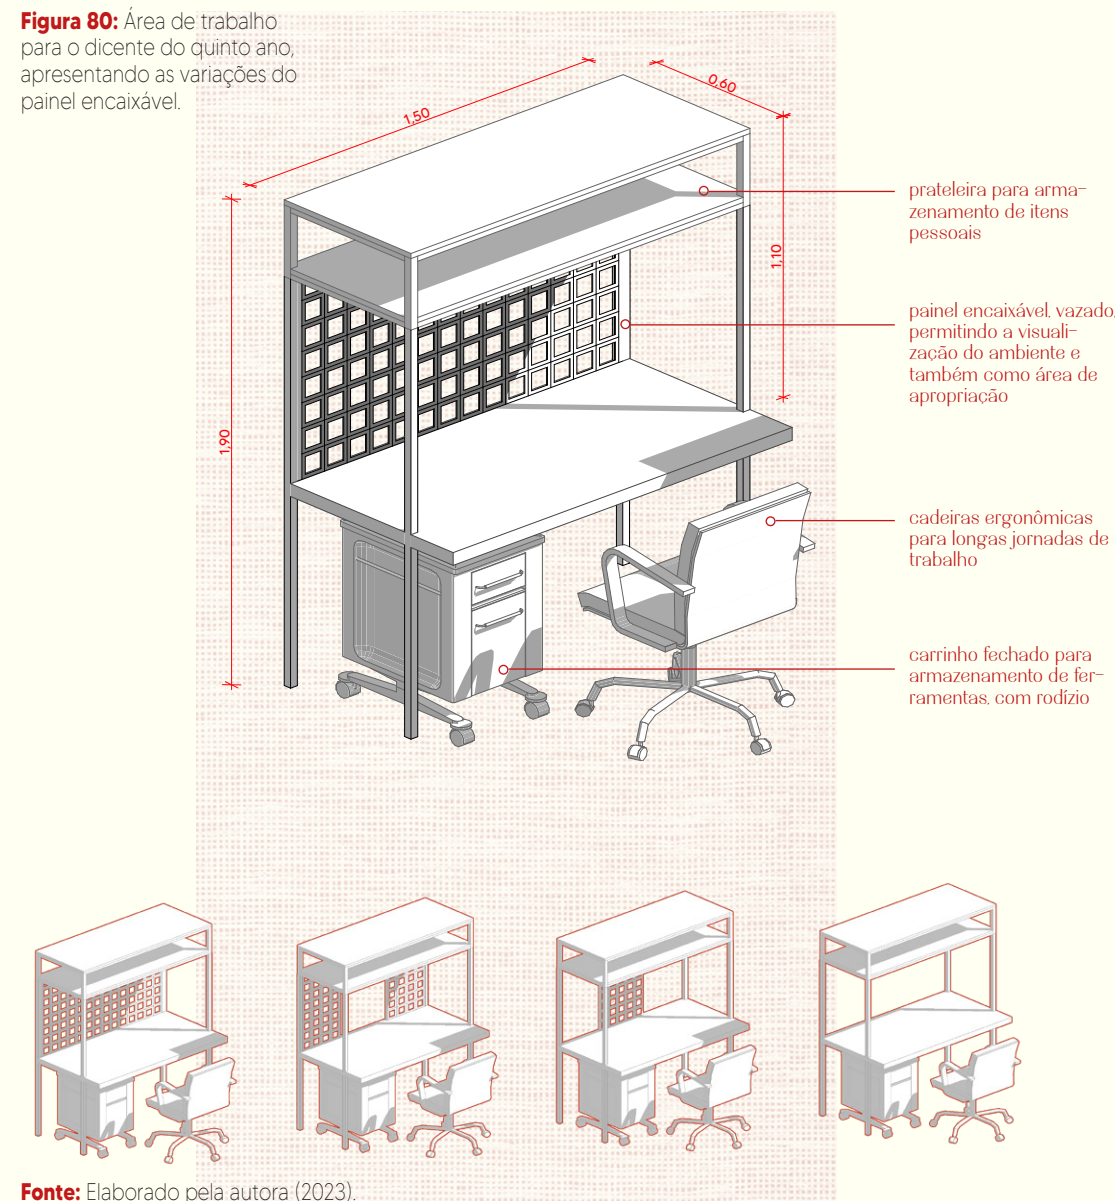 Figura 80: Área de trabalho
para o dicente do quinto ano,
apresentando as variações do
painel encaixável.
1,50
0,60
prateleira para arma-
zenamento de itens
pessoais
1,10
painel encaixável, vazado,
permitindo a visuali-
zação do ambiente e
também como área de
apropriação
1,90
cadeiras ergonômicas
para longas jornadas de
trabalho
carrinho fechado para
armazenamento de fer-
ramentas, com rodízio
Fonte: Elaborado pela autora (2023).